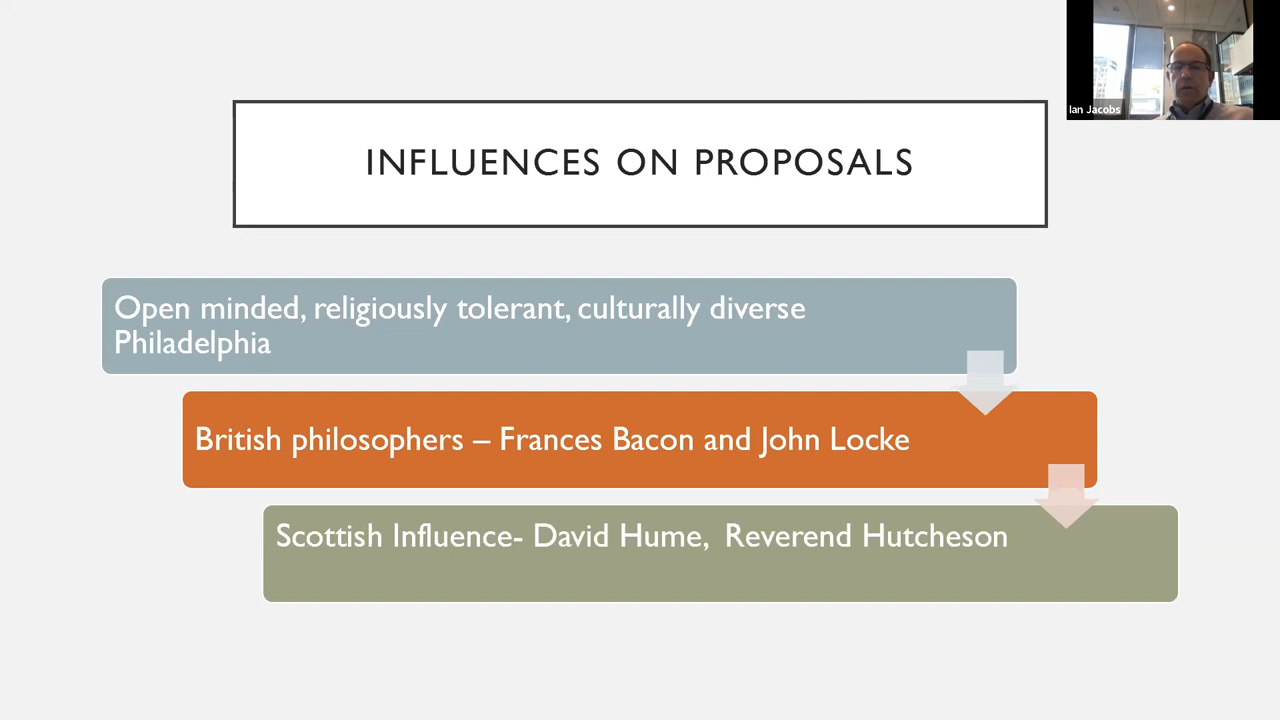 Ian Jacobs
INFLUENCES ON PROPOSALS
Open minded, religiously tolerant, culturally diverse
Philadelphia
British philosophers – Frances Bacon and John Locke
Scottish Influence- David Hume,  Reverend Hutcheson